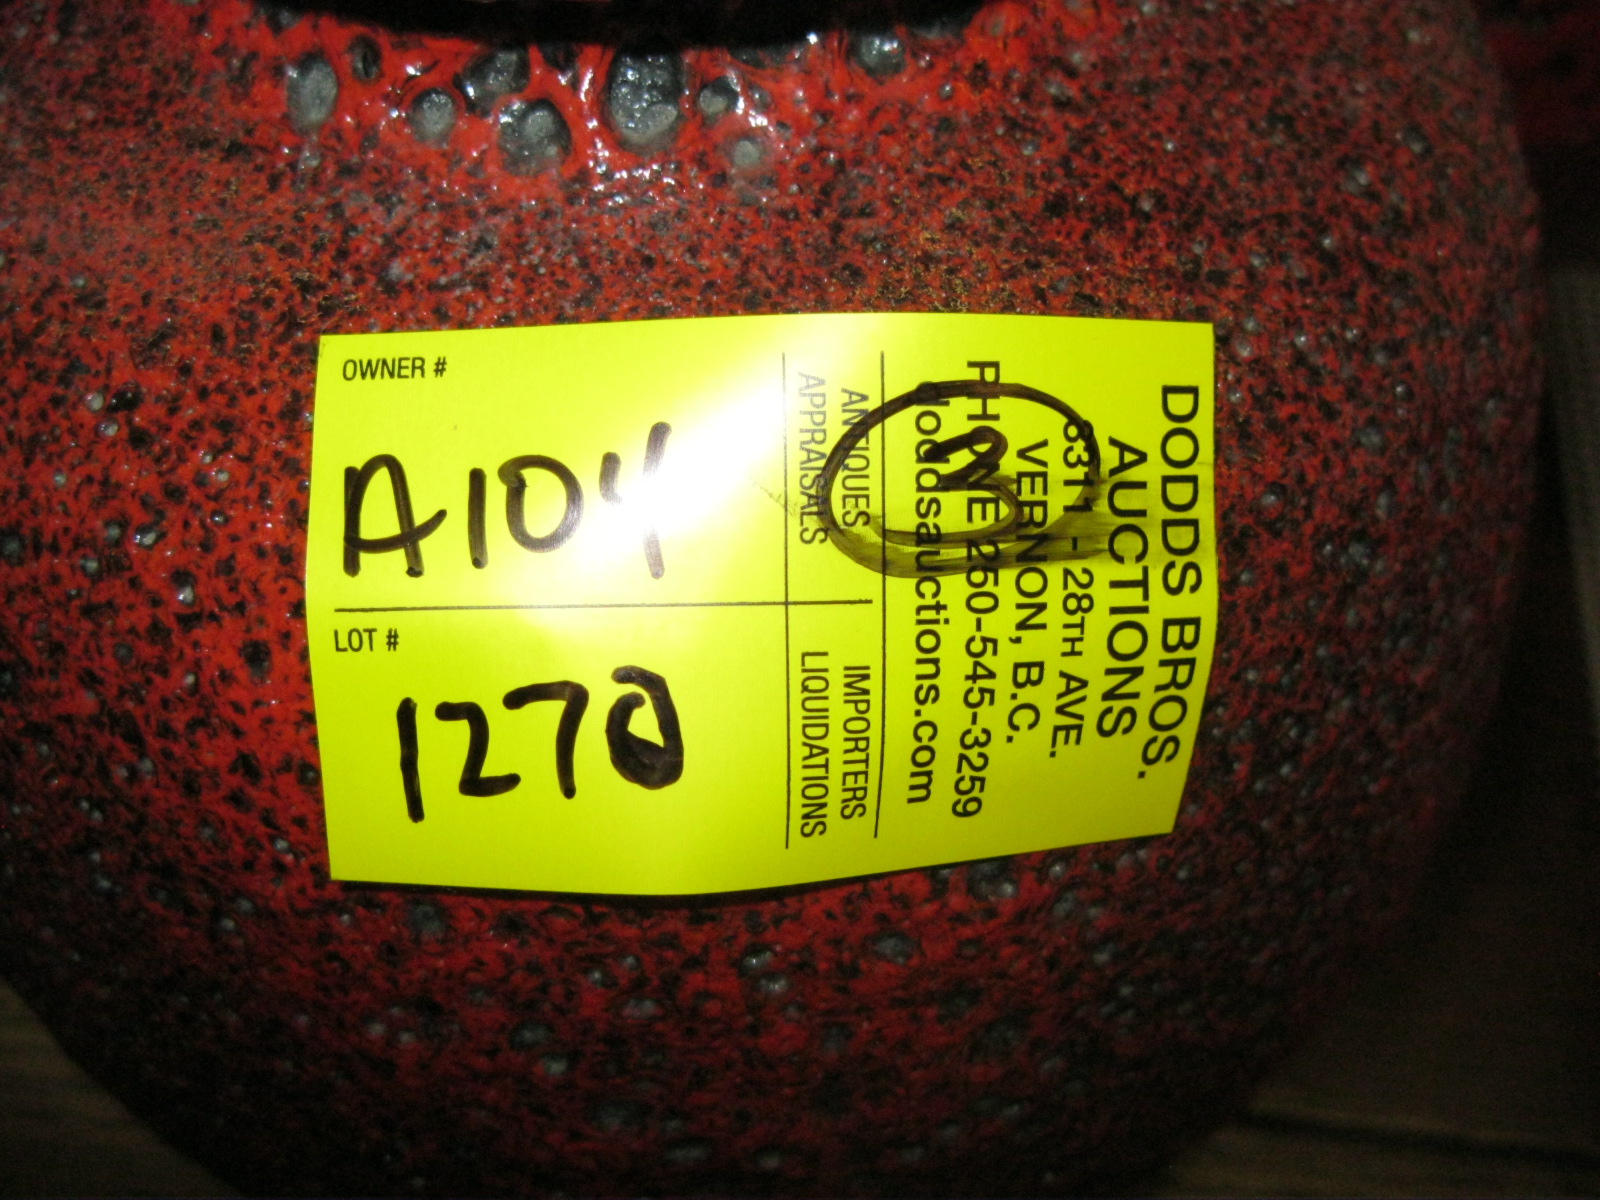 OWNER #
A104
LOT #
1270
ANTIQUES
APPRAISALS
IMPORTERS
LIQUIDATIONS
DODDS BROS.
AUCTIONS
3311 - 28TH AVE.
VERNON, B.C.
PHONE 250-545-3259
doddsauctions.com